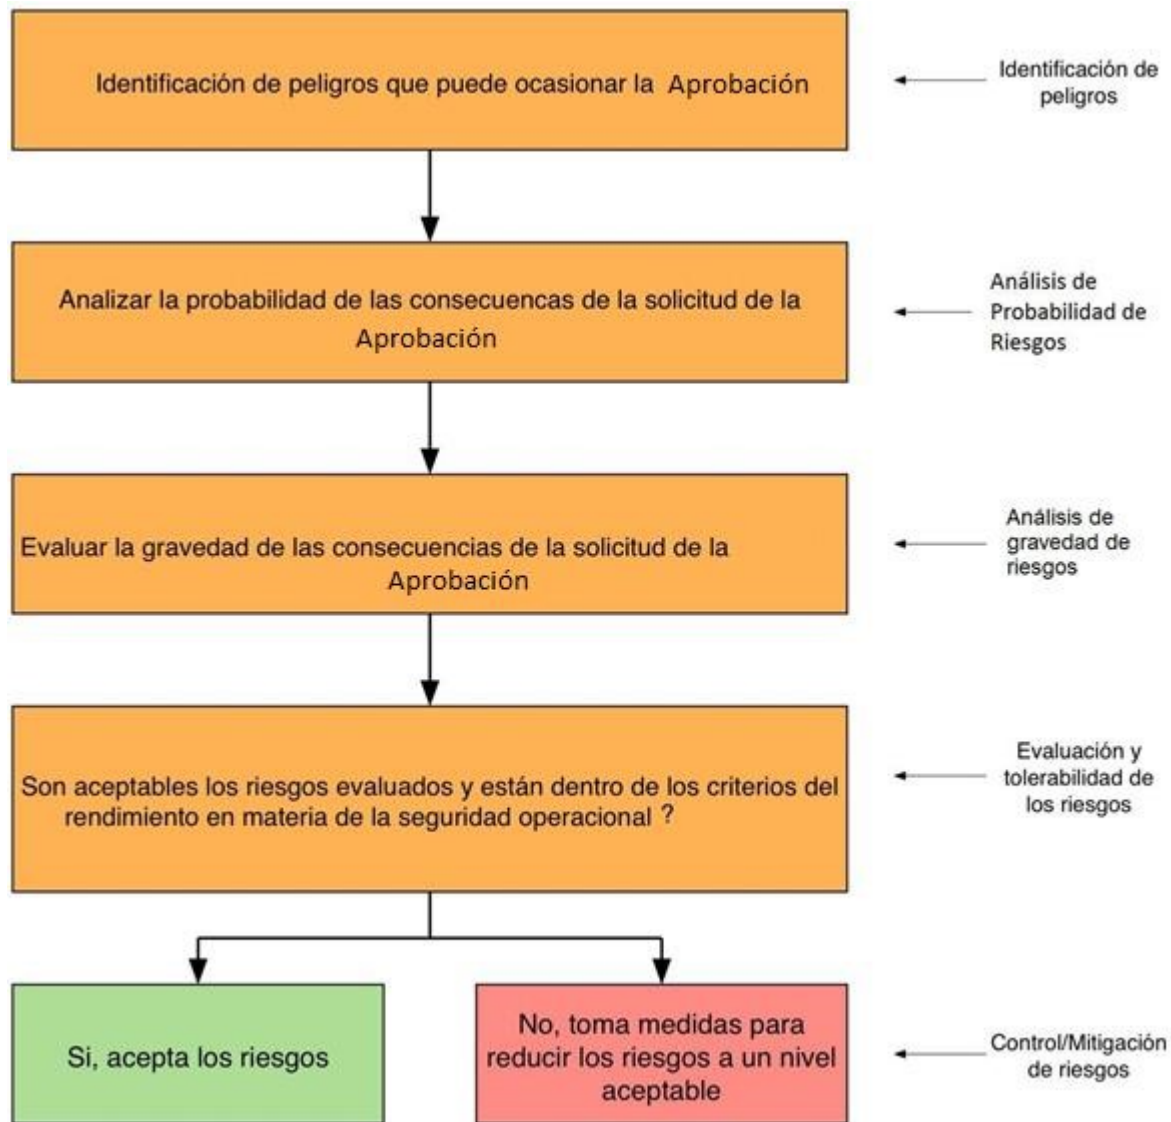 Identificación de peligros que puede ocasionar la Aprobación
Identificación de
peligros
Analizar la probabilidad de las consecuencas de la solicitud de la
Aprobación
Análisis de
Probabilidad de
Riesgos
Evaluar la gravedad de las consecuencias de la solicitud de la
Aprobación
Análisis de
gravedad de
riesgos
Son aceptables los riesgos evaluados y están dentro de los criterios del
rendimiento en materia de la seguridad operacional ?
Evaluación y
tolerabilidad de
los riesgos
Si, acepta los riesgos
No, toma medidas para
reducir los riesgos a un nivel
aceptable
Control/Mitigación
de riesgos